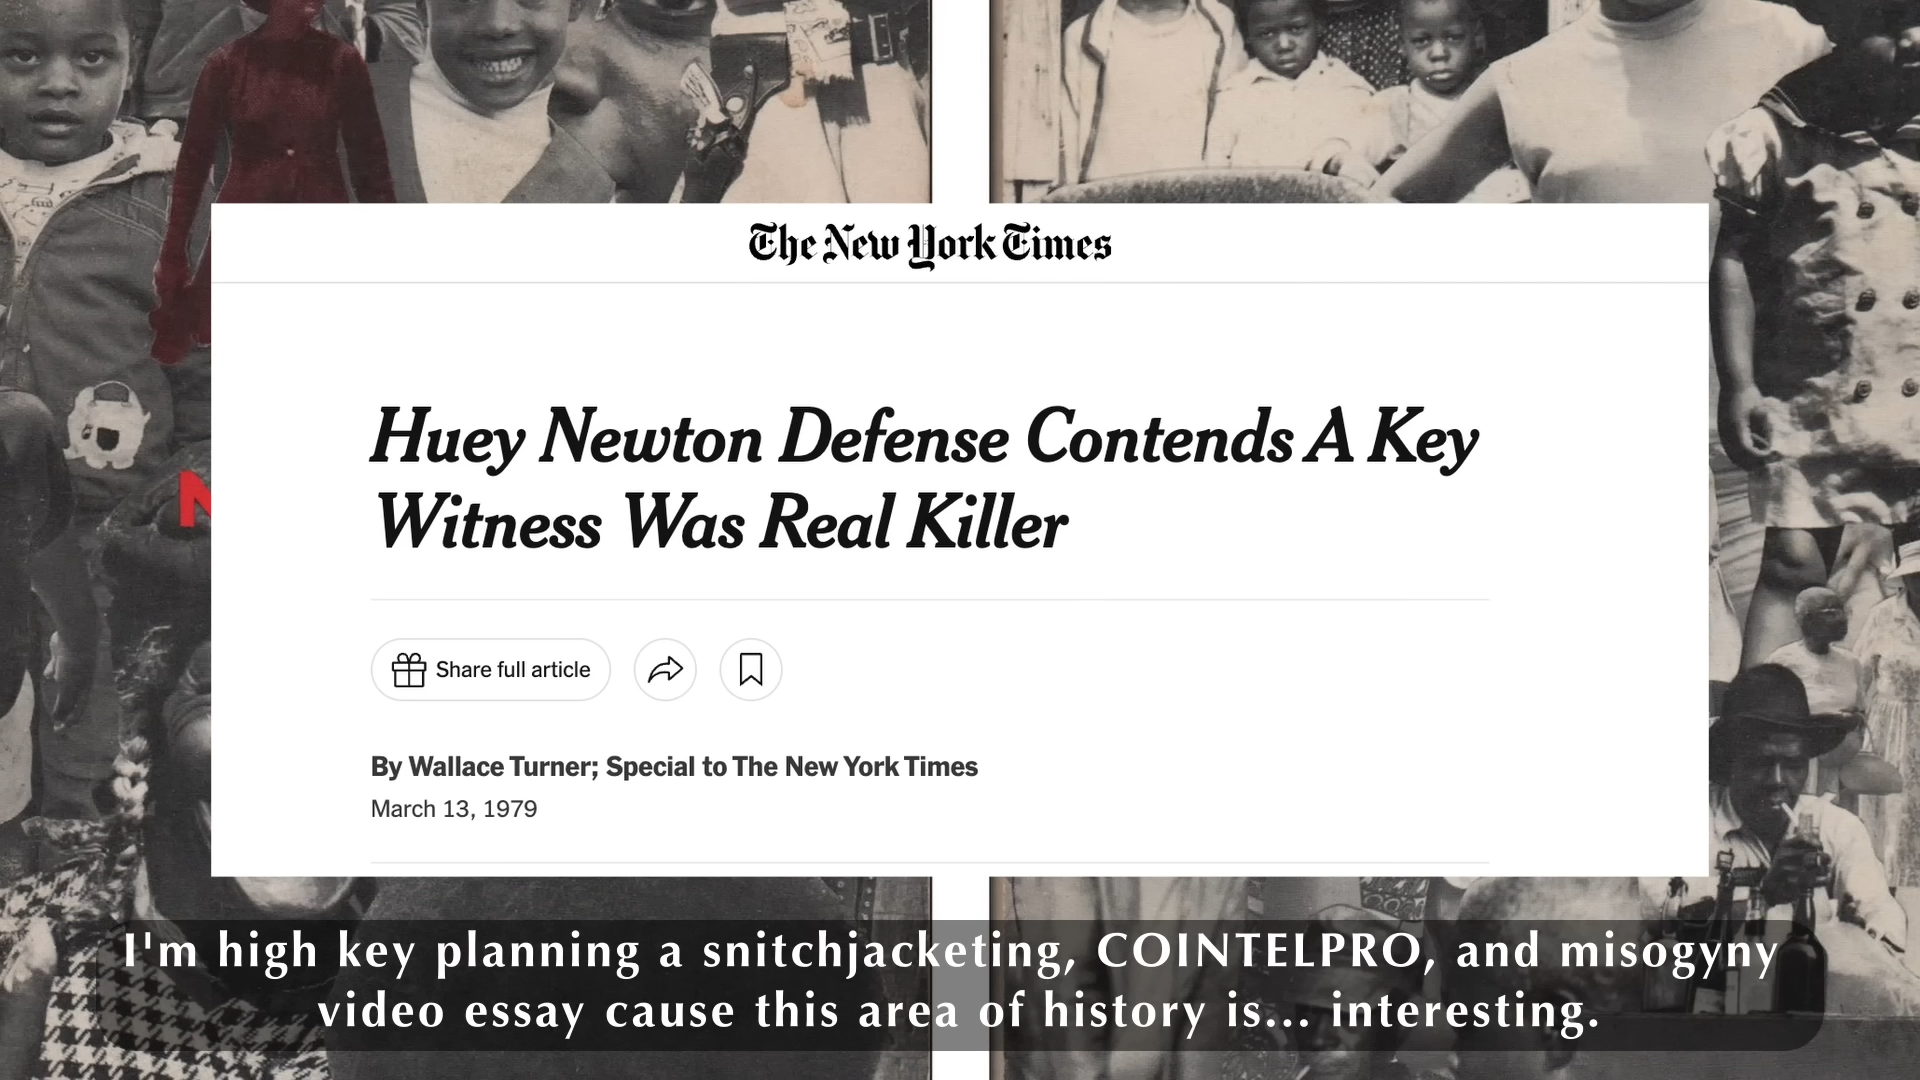 The New York Times
Huey Newton Defense Contends A Key
Witness Was Real Killer
N
Share full article
By Wallace Turner; Special to The New York Times
March 13, 1979
I'm high key planning a snitchjacketing, COINTELPRO, and misogyny
video essay cause this area of history is... interesting.